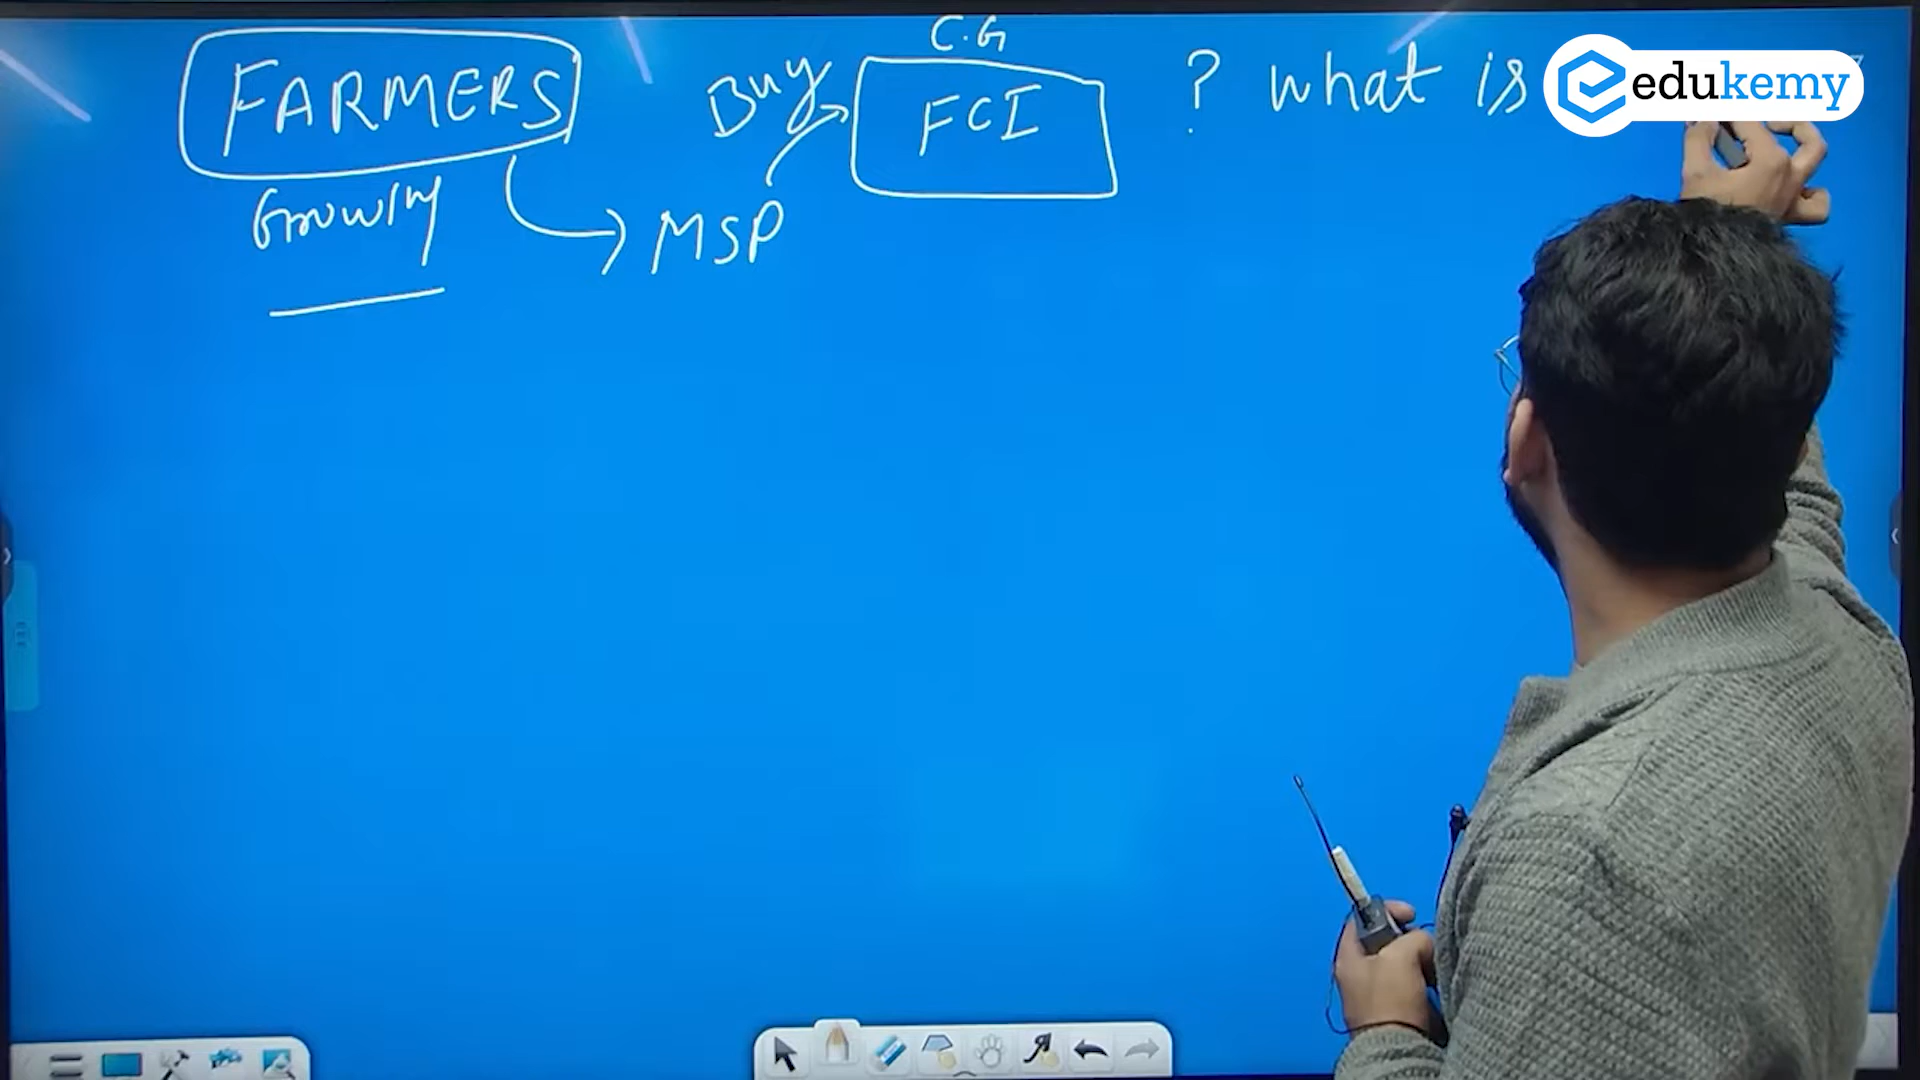 C.G
FARMERS
Buy
FCI
? what is
edukemy
Growing
MSP